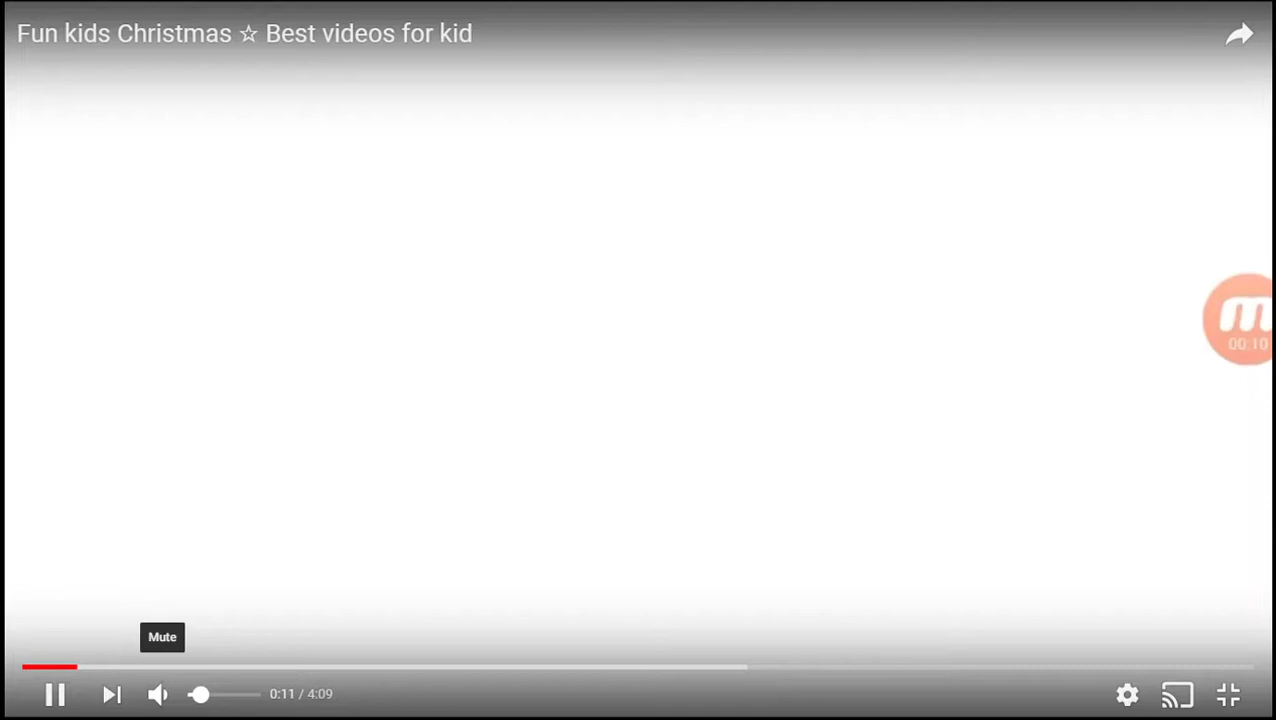 Fun kids Christmas ☆ Best videos for kid
m
00:10
Mute
0:11 / 4:09